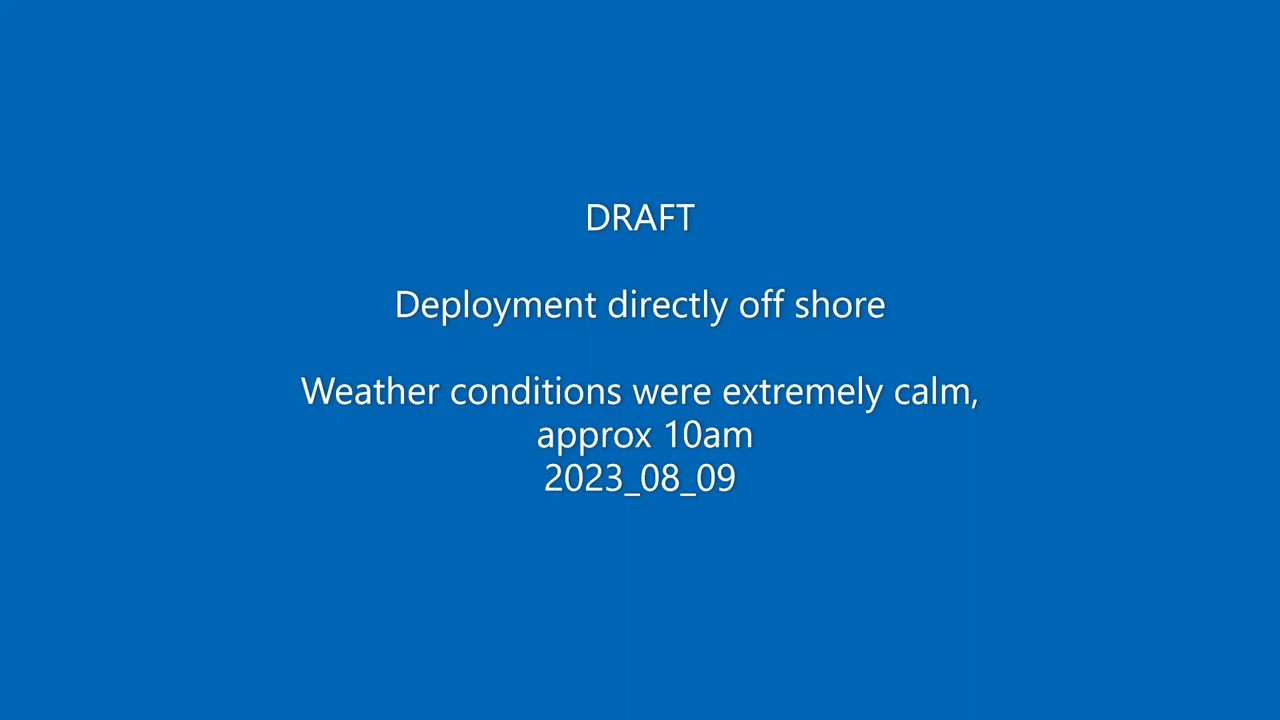 DRAFT
Deployment directly off shore
Weather conditions were extremely calm,
approx 10am
2023_08_09